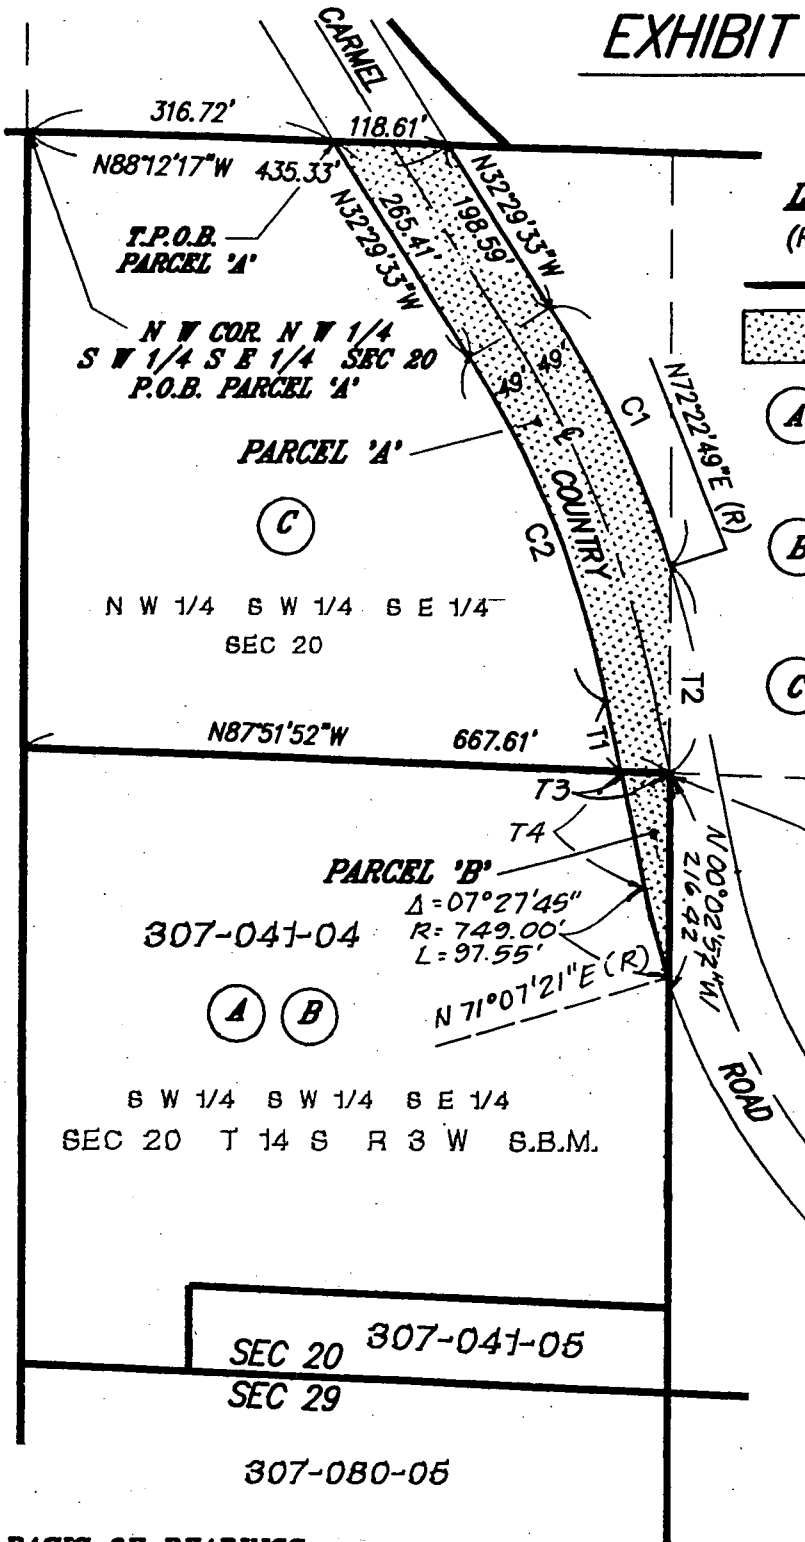 EXHIBIT
CARMEL
316.72'
118.61'
N88°12'17"W
435.33'
N32°29'33"W
265.41'
N32°29'33"W
198.59'
T.P.O.B.
PARCEL 'A'
N W COR. N W 1/4
S W 1/4 S E 1/4 SEC 20
P.O.B. PARCEL 'A'
49'
49'
N72°22'49"E (R)
A
C1
PARCEL 'A'
COUNTRY
C2
C
B
N W 1/4 S W 1/4 S E 1/4
SEC 20
T2
C
N87°51'52"W
667.61'
T1
T3
T4
PARCEL 'B'
Δ=07°27'45"
R=749.00'
L=97.55'
N 00°02'57"W
216.92'
307-041-04
N 71°07'21"E (R)
A B
ROAD
S W 1/4 S W 1/4 S E 1/4
SEC 20 T 14 S R 3 W S.B.M.
307-041-05
SEC 20
SEC 29
307-080-05